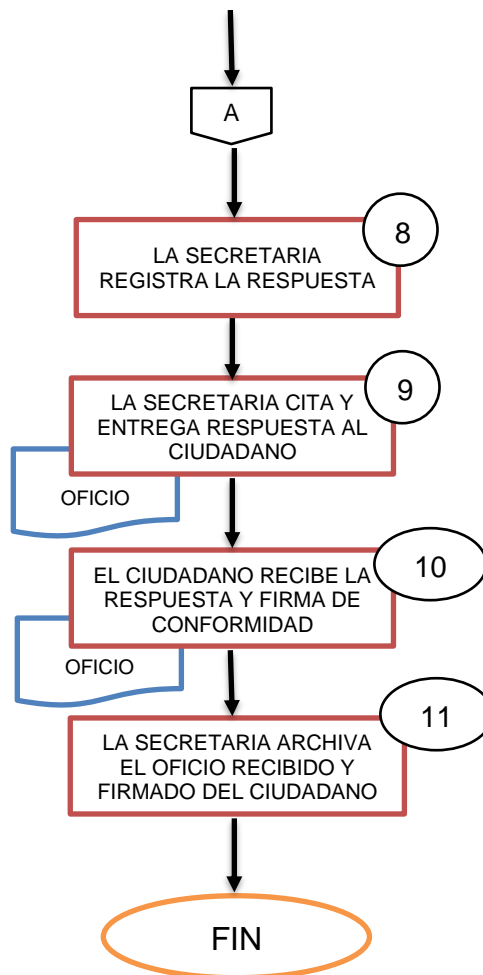 A
8
LA SECRETARIA
REGISTRA LA RESPUESTA
9
LA SECRETARIA CITA Y
ENTREGA RESPUESTA AL
CIUDADANO
OFICIO
10
EL CIUDADANO RECIBE LA
RESPUESTA Y FIRMA DE
CONFORMIDAD
OFICIO
11
LA SECRETARIA ARCHIVA
EL OFICIO RECIBIDO Y
FIRMADO DEL CIUDADANO
FIN